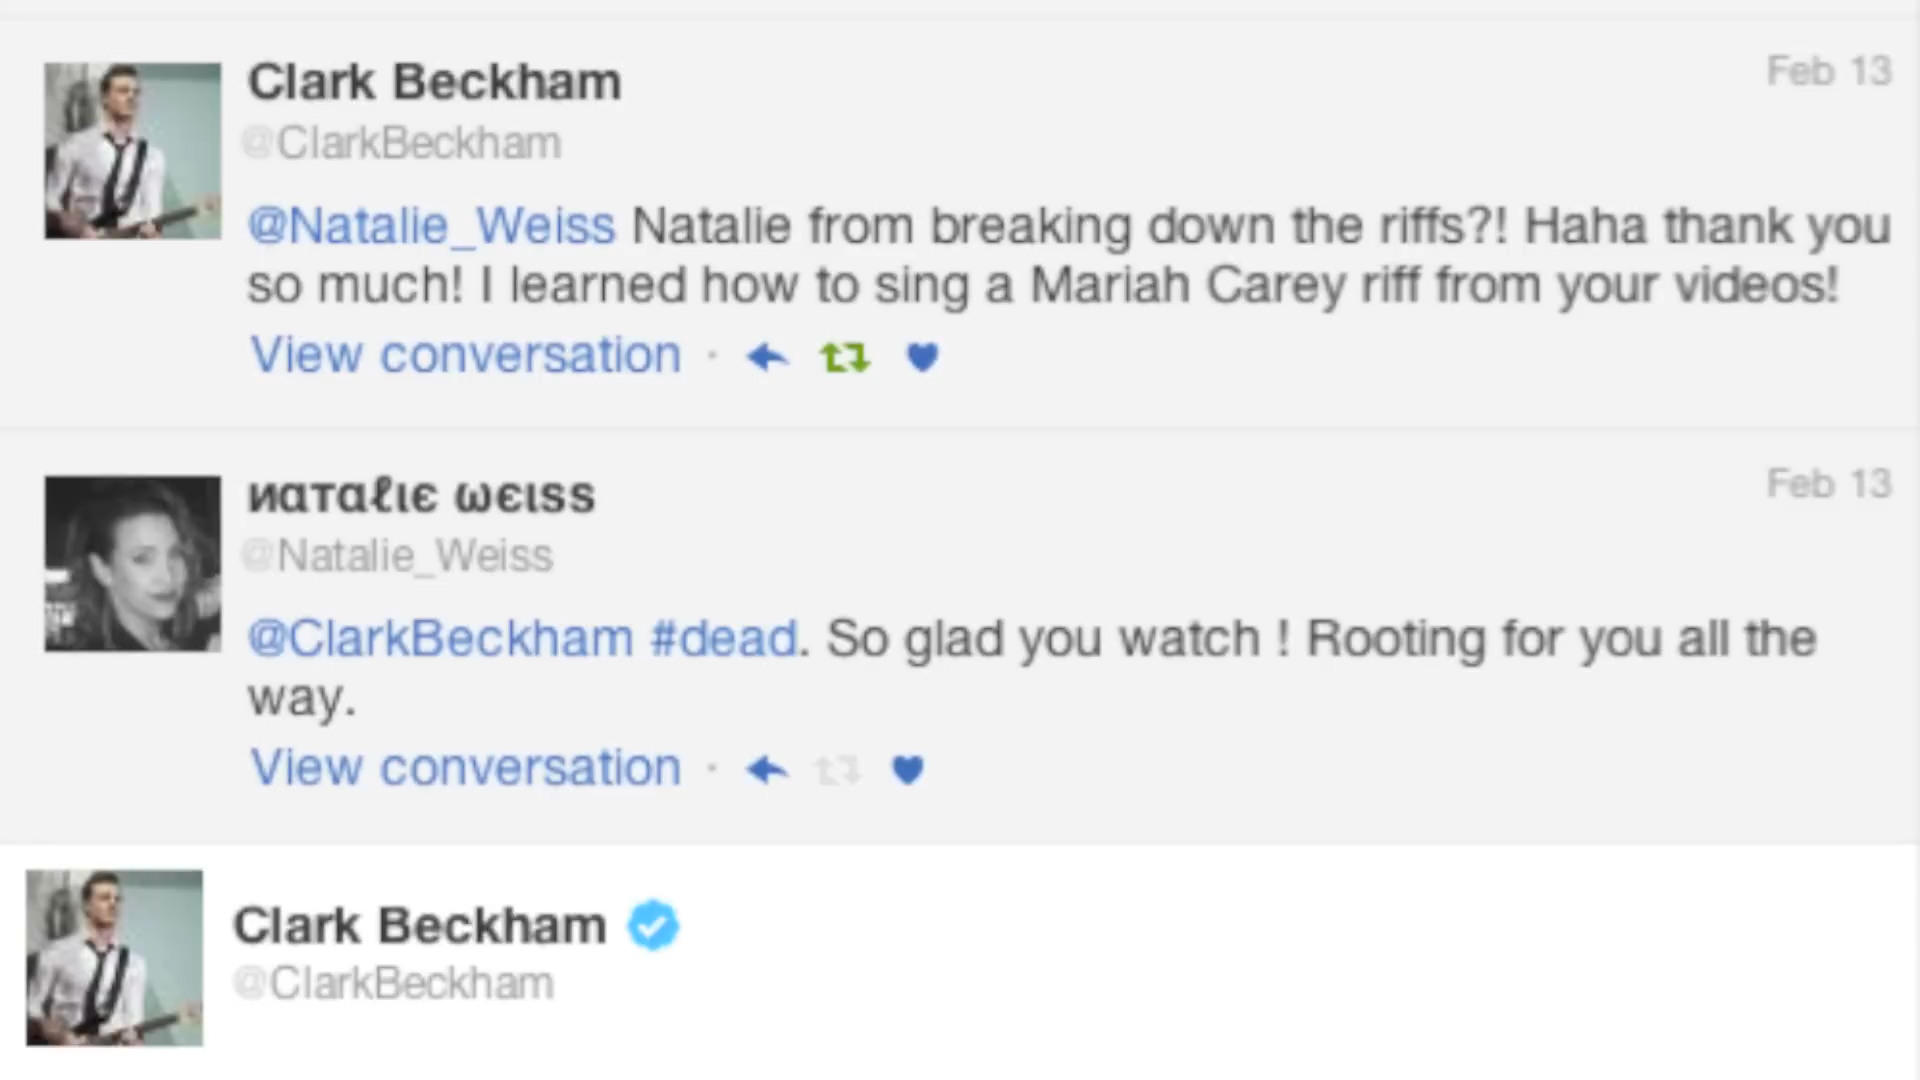 Clark Beckham
Feb 13
@ClarkBeckham
@Natalie_Weiss Natalie from breaking down the riffs?! Haha thank you
so much! I learned how to sing a Mariah Carey riff from your videos!
View conversation ·
иαтαℓιє ωєιѕѕ
Feb 13
@Natalie_Weiss
@ClarkBeckham #dead. So glad you watch ! Rooting for you all the
way.
View conversation ·
Clark Beckham
@ClarkBeckham